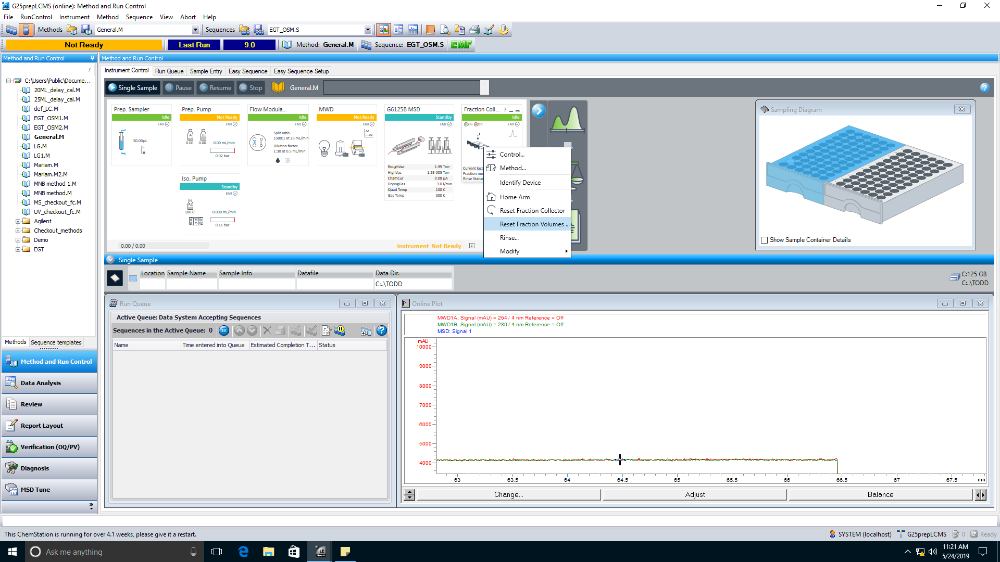 G25prepLCMS (online): Method and Run Control
File RunControl Instrument Method Sequence View Abort Help
Methods General.M Sequences EGT_OSM.S
Not Ready Last Run 9.0 Method: General.M Sequence: EGT_OSM.S EMF
Method and Run Control
C:\Users\Public\Docume...
20ML_delay_cal.M
25ML_delay_cal.M
def_LC.M
EGT_OSM1.M
EGT_OSM2.M
General.M
LG.M
LG1.M
Mariam.M
Mariam.M2.M
MNB method 1.M
MNB method.M
MS_checkout_fc.M
UV_checkout_fc.M
Agilent
Checkout_methods
Demo
EGT
Methods Sequence templates
Method and Run Control
Data Analysis
Review
Report Layout
Verification (OQ/PV)
Diagnosis
MSD Tune
Method and Run Control
Instrument Control Run Queue Sample Entry Easy Sequence Easy Sequence Setup
Single Sample Pause Resume Stop General.M
Prep. Sampler
Idle
EMF
50.00µL
Prep. Pump
Not Ready
EMF
A B
0.00 0.00 0.00 mL/min
0.02 bar
Iso. Pump
Standby
EMF
A1
100.0 0.000 mL/min
0.11 bar
Flow Modula...
Idle
EMF
Split ratio
1500:1 at 25 mL/min
Dilution factor
1:30 at 0.5 mL/min
MWD
Not Ready
EMF
G6125B MSD
Standby
EMF
RoughVac 1.99 Torr
HighVac 1.2E-005 Torr
ChamCur 0.08 µA
DryingGas 3.0 l/min
Quad Temp 100 C
Gas Temp 300 C
Fraction Coll... ?
Idle
On Off EMF
Current loca
Fraction mo
Rinse Status
Control...
Method...
Identify Device
Home Arm
Reset Fraction Collector
Reset Fraction Volumes ...
Rinse...
Modify
0.00 / 0.00 Instrument Not Ready
Sampling Diagram
Show Sample Container Details
Single Sample
Location Sample Name Sample Info Datafile Data Dir.
C:..\TODD
C:125 GB
C:..\TODD
Run Queue
Active Queue: Data System Accepting Sequences
Sequences in the Active Queue: 0
Name Time entered into Queue Estimated Completion T... Status
Online Plot
MWD1A, Signal (mAU) = 254 / 4 nm Reference = Off
MWD1B, Signal (mAU) = 280 / 4 nm Reference = Off
MSD: Signal 1
mAU
10000
9000
8000
7000
6000
5000
4000
63 63.5 64 64.5 65 65.5 66 66.5 67 67.5 min
Change... Adjust Balance
This ChemStation is running for over 4.1 weeks, please give it a restart.
SYSTEM (localhost) G25prepLCMS 0 Ready
Ask me anything
11:21 AM
5/24/2019